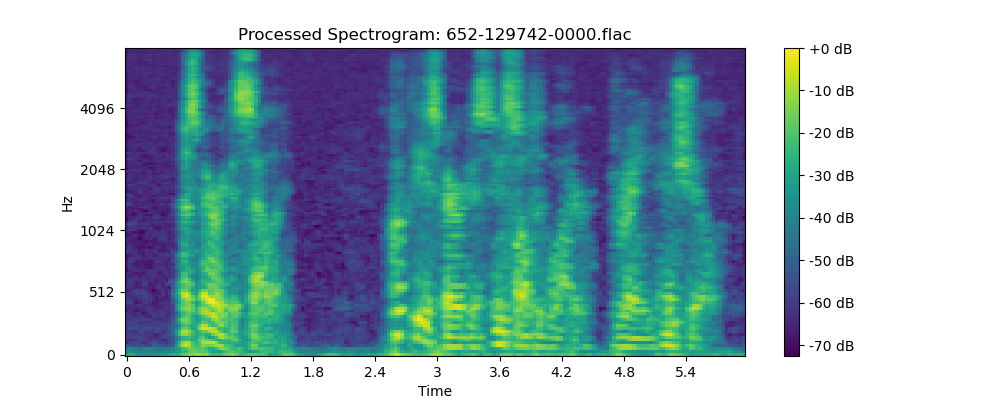 Processed Spectrogram: 652-129742-0000.flac
Hz
4096
2048
1024
512
0
0 0.6 1.2 1.8 2.4 3 3.6 4.2 4.8 5.4
Time
+0 dB
-10 dB
-20 dB
-30 dB
-40 dB
-50 dB
-60 dB
-70 dB